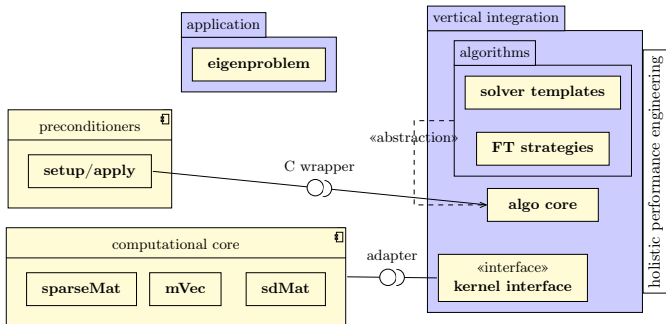 application
eigenproblem
vertical integration
algorithms
solver templates
FT strategies
«abstraction»
algo core
«interface»
kernel interface
holistic performance engineering
preconditioners
setup/apply
C wrapper
computational core
sparseMat
mVec
sdMat
adapter